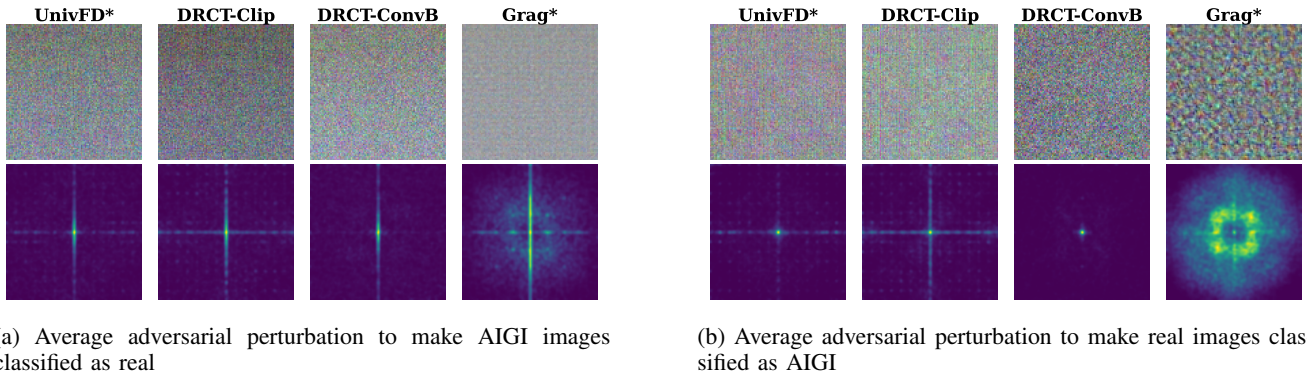 UnivFD* DRCT-Clip DRCT-ConvB Grag*
UnivFD* DRCT-Clip DRCT-ConvB Grag*
a) Average adversarial perturbation to make AIGI images
classified as real
(b) Average adversarial perturbation to make real images clas
sified as AIGI